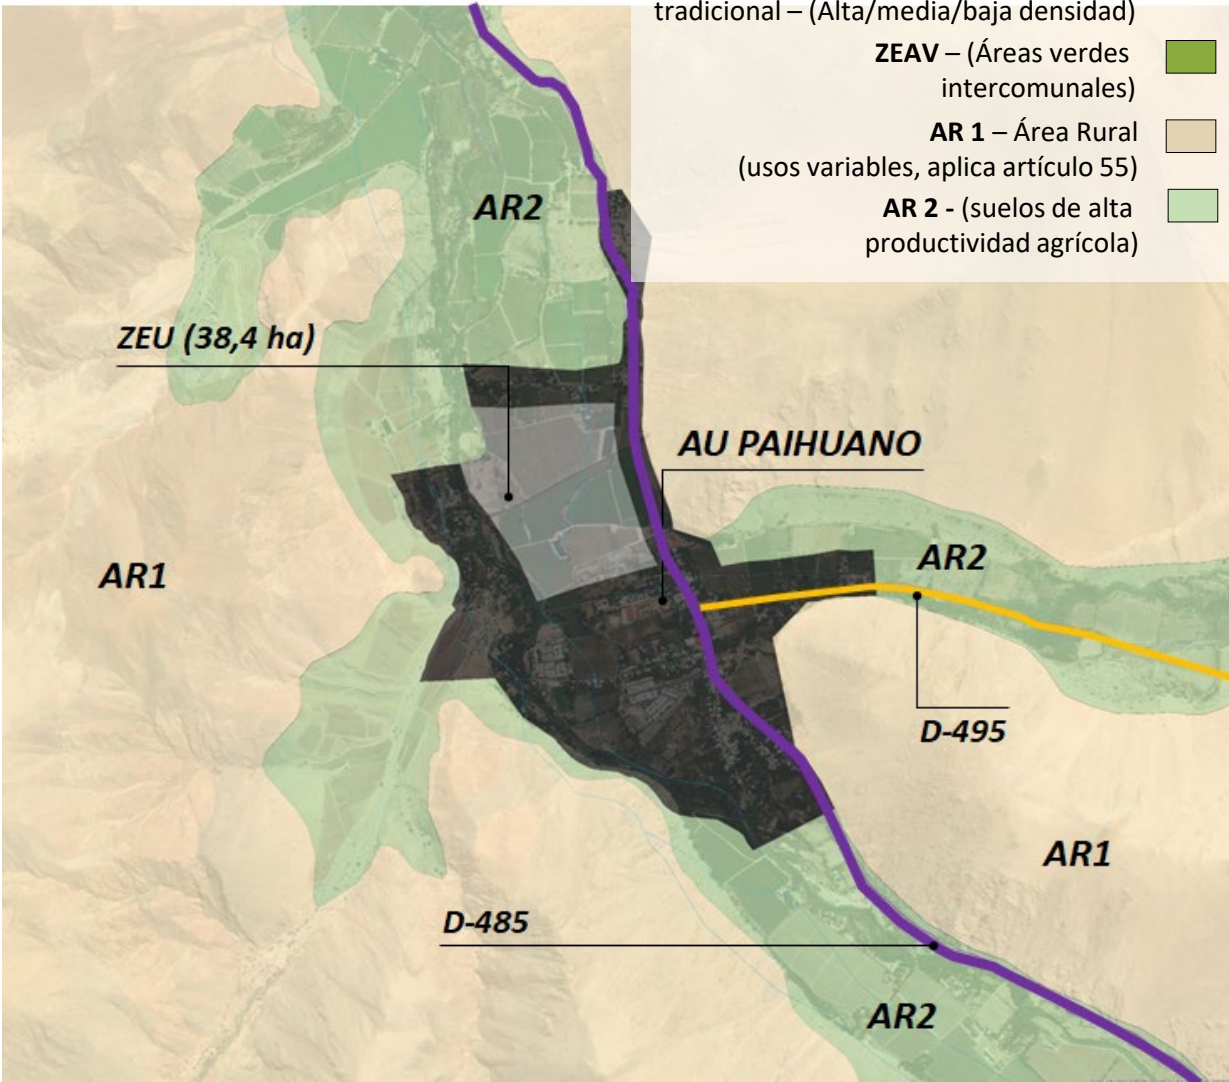 tradicional – (Alta/media/baja densidad)
ZEAV – (Áreas verdes
intercomunales)
AR 1 – Área Rural
(usos variables, aplica artículo 55)
AR 2 - (suelos de alta
productividad agrícola)
AR2
ZEU (38,4 ha)
AU PAIHUANO
AR2
AR1
D-495
AR1
D-485
AR2